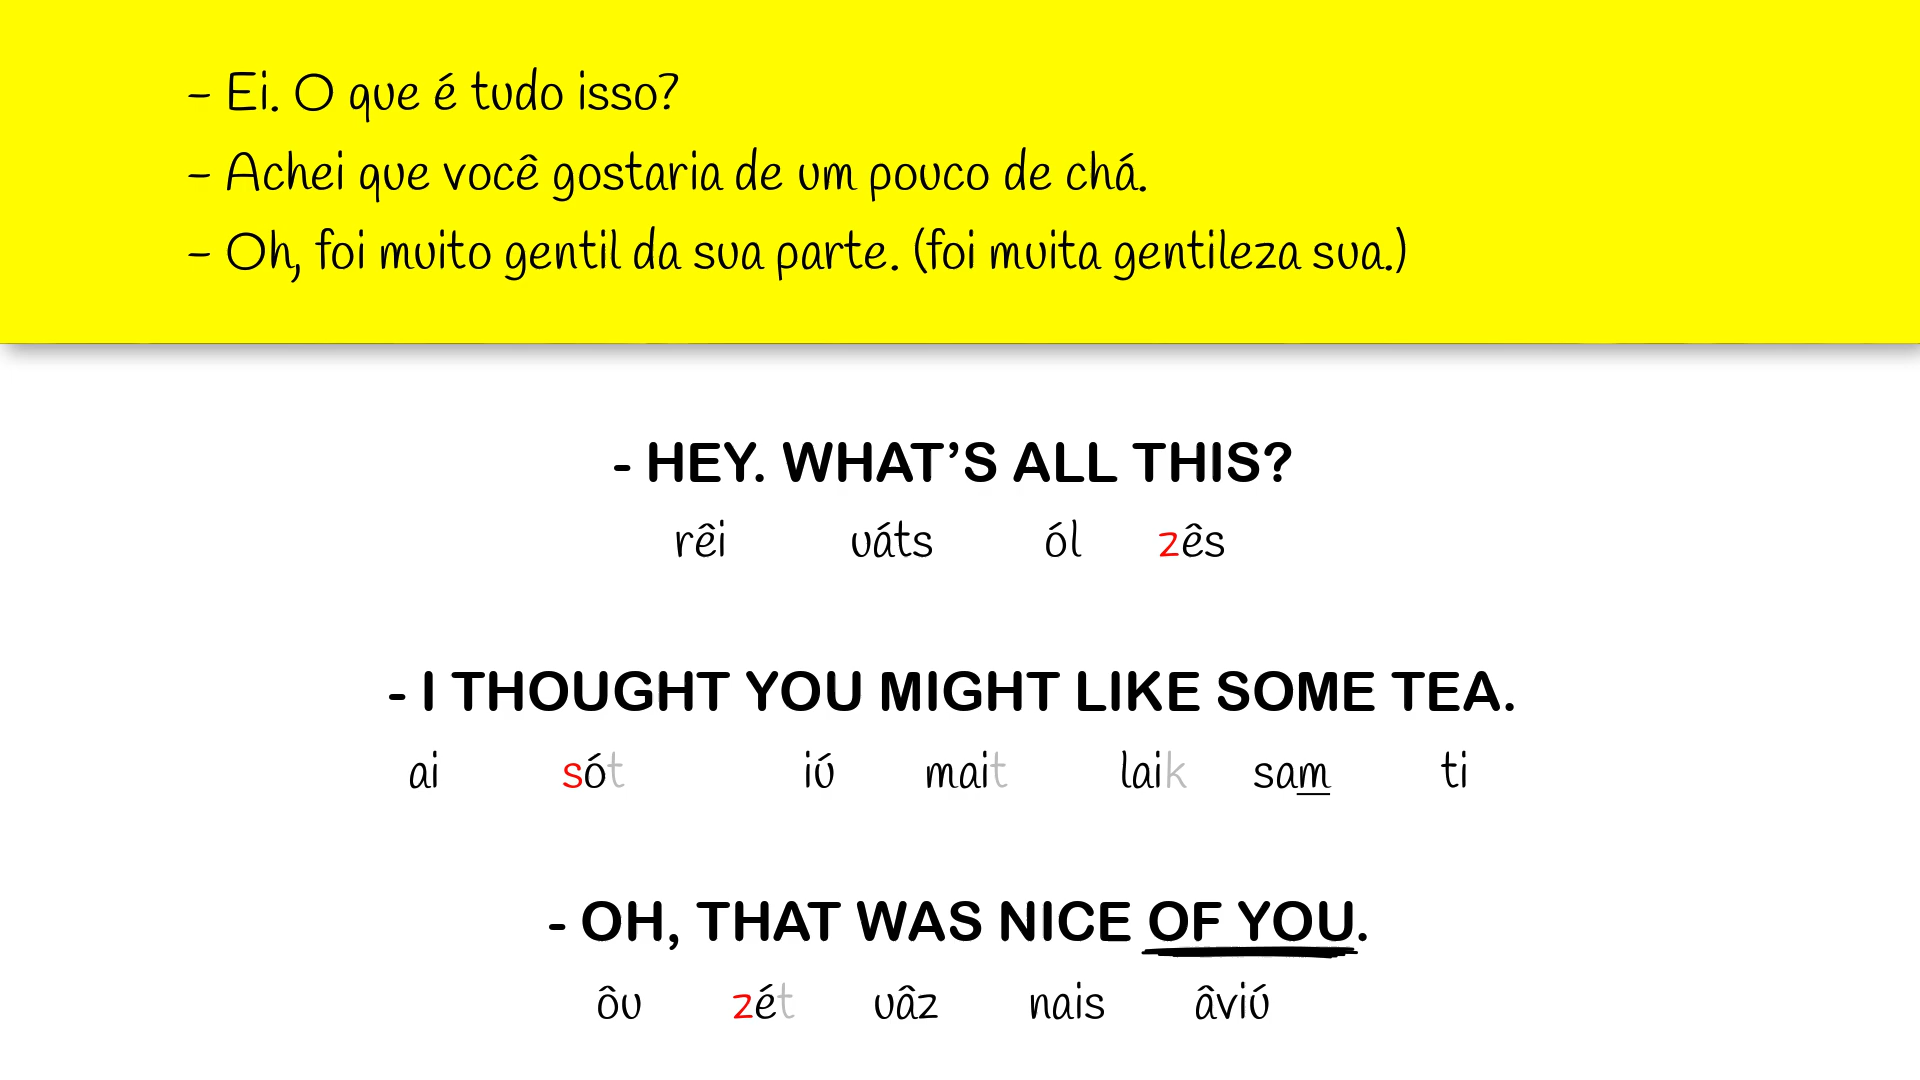 - Ei. O que é tudo isso?
- Achei que você gostaria de um pouco de chá.
- Oh, foi muito gentil da sua parte. (foi muita gentileza sua.)
- HEY. WHAT’S ALL THIS?
rêi uáts ól zês
- I THOUGHT YOU MIGHT LIKE SOME TEA.
ai sót iú mait laik sam ti
- OH, THAT WAS NICE OF YOU.
ôu zét uâz nais âviú